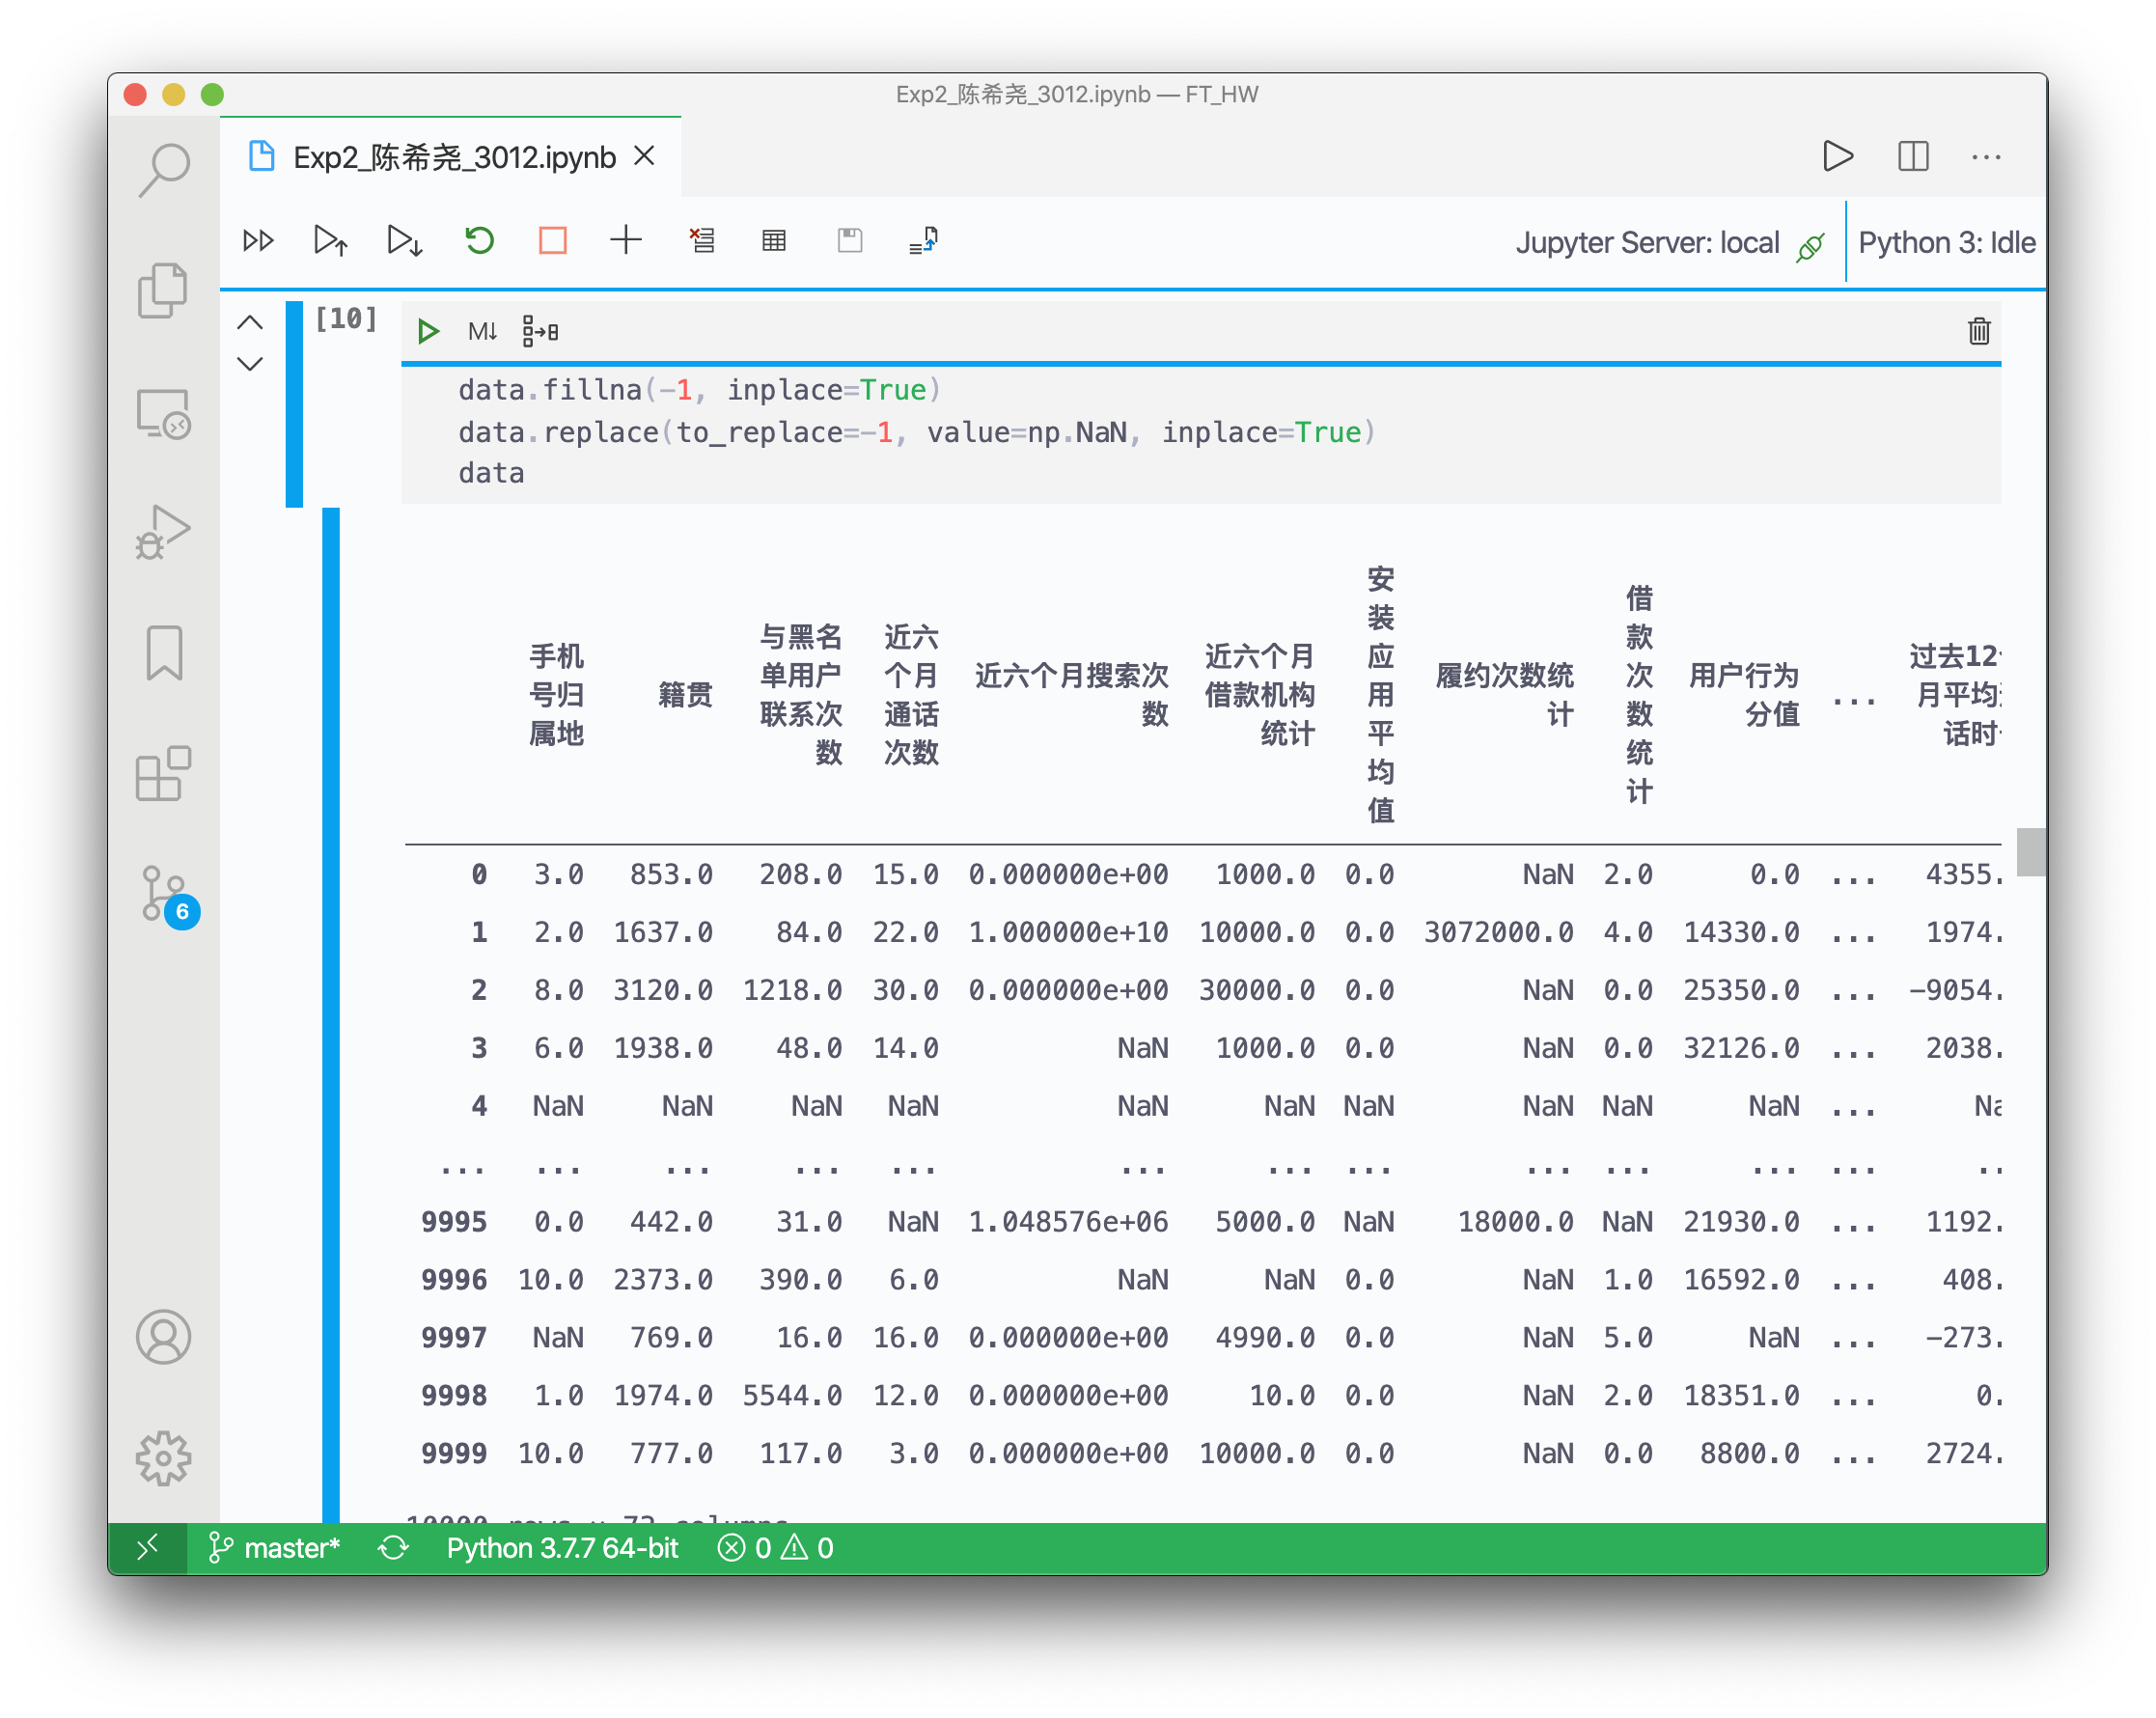 Exp2_陈希尧_3012.ipynb — FT_HW
Exp2_陈希尧_3012.ipynb
Jupyter Server: local
Python 3: Idle
[10]
M↓
data.fillna(-1, inplace=True)
data.replace(to_replace=-1, value=np.NaN, inplace=True)
data
手机号归属地 籍贯 与黑名单用户联系次数 近六个月通话次数 近六个月搜索次数 近六个月借款机构统计 安装应用平均值 履约次数统计 借款次数统计 用户行为分值 ... 过去12 月平均 话时
0 3.0 853.0 208.0 15.0 0.000000e+00 1000.0 0.0 NaN 2.0 0.0 ... 4355.
1 2.0 1637.0 84.0 22.0 1.000000e+10 10000.0 0.0 3072000.0 4.0 14330.0 ... 1974.
2 8.0 3120.0 1218.0 30.0 0.000000e+00 30000.0 0.0 NaN 0.0 25350.0 ... -9054.
3 6.0 1938.0 48.0 14.0 NaN 1000.0 0.0 NaN 0.0 32126.0 ... 2038.
4 NaN NaN NaN NaN NaN NaN NaN NaN NaN NaN ... Na
... ... ... ... ... ... ... ... ... ... ... ... ..
9995 0.0 442.0 31.0 NaN 1.048576e+06 5000.0 NaN 18000.0 NaN 21930.0 ... 1192.
9996 10.0 2373.0 390.0 6.0 NaN NaN 0.0 NaN 1.0 16592.0 ... 408.
9997 NaN 769.0 16.0 16.0 0.000000e+00 4990.0 0.0 NaN 5.0 NaN ... -273.
9998 1.0 1974.0 5544.0 12.0 0.000000e+00 10.0 0.0 NaN 2.0 18351.0 ... 0.
9999 10.0 777.0 117.0 3.0 0.000000e+00 10000.0 0.0 NaN 0.0 8800.0 ... 2724.
6
master* Python 3.7.7 64-bit 0 0